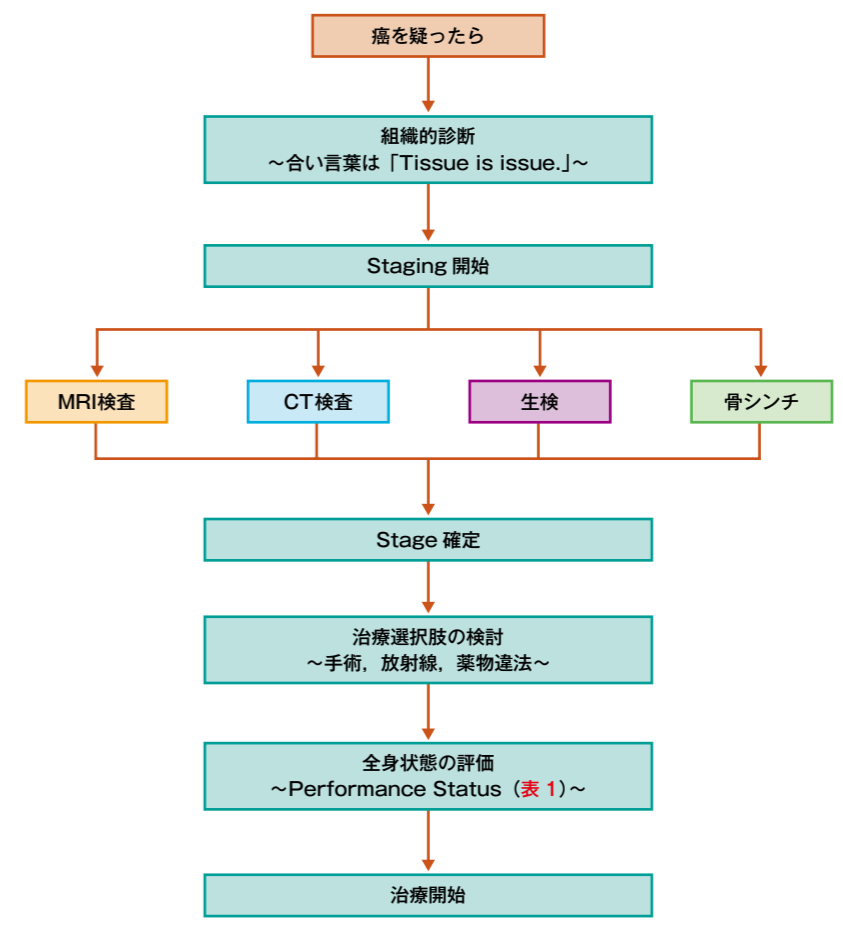 癌を疑ったら
組織的診断
～合い言葉は「Tissue is issue.」～
Staging 開始
MRI検査
CT検査
生検
骨シンチ
Stage 確定
治療選択肢の検討
～手術，放射線，薬物違法～
全身状態の評価
～Performance Status（表 1）～
治療開始